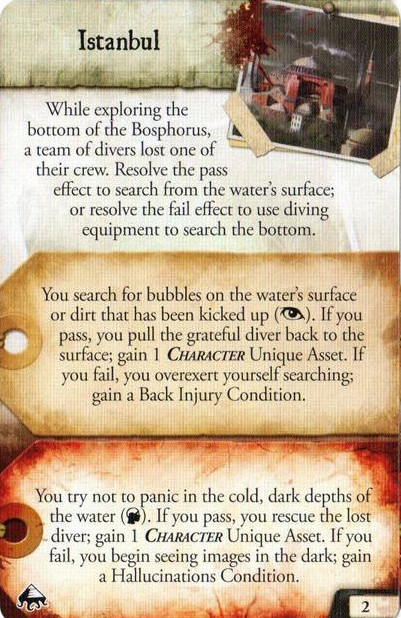 Istanbul
While exploring the
bottom of the Bosphorus,
a team of divers lost one of
their crew. Resolve the pass
effect to search from the water's surface;
or resolve the fail effect to use diving
equipment to search the bottom.
You search for bubbles on the water's surface
or dirt that has been kicked up (). If you
pass, you pull the grateful diver back to the
surface; gain 1 CHARACTER Unique Asset. If
you fail, you overexert yourself searching;
gain a Back Injury Condition.
You try not to panic in the cold, dark depths of
the water (). If you pass, you rescue the lost
diver; gain 1 CHARACTER Unique Asset. If you
fail, you begin seeing images in the dark; gain
a Hallucinations Condition.
2